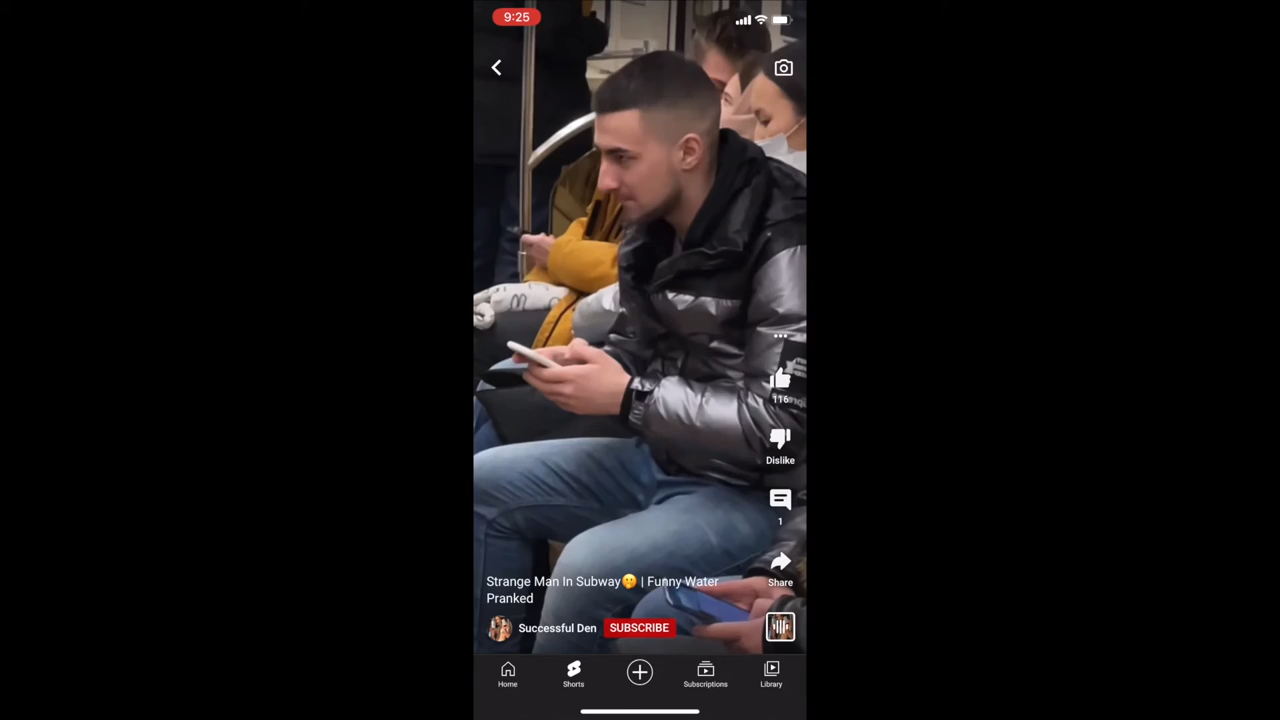 9:25
116
Dislike
1
Share
Strange Man In Subway🤫 | Funny Water
Pranked
Successful Den
SUBSCRIBE
Home
Shorts
Subscriptions
Library